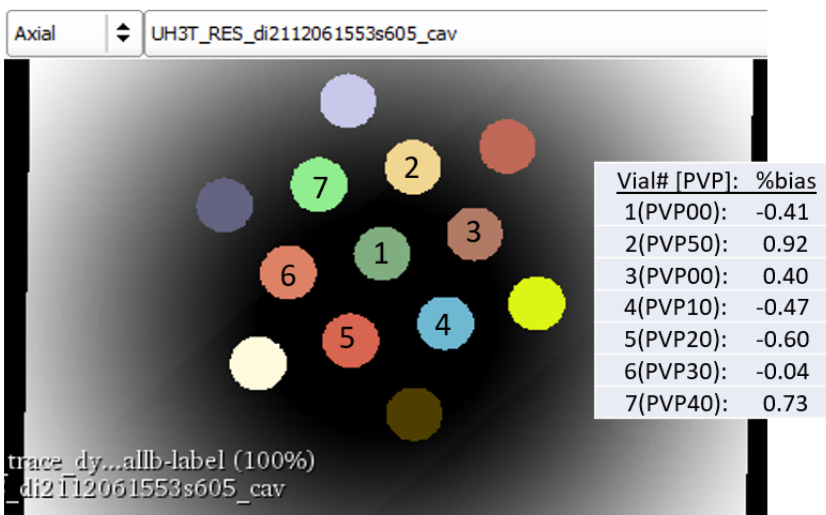 Axial
UH3T_RES_di2112061553s605_cav
2
7
3
1
6
4
5
Vial# [PVP]: %bias
1(PVP00): -0.41
2(PVP50): 0.92
3(PVP00): 0.40
4(PVP10): -0.47
5(PVP20): -0.60
6(PVP30): -0.04
7(PVP40): 0.73
trace_dy...allb-label (100%)
_di2112061553s605_cav